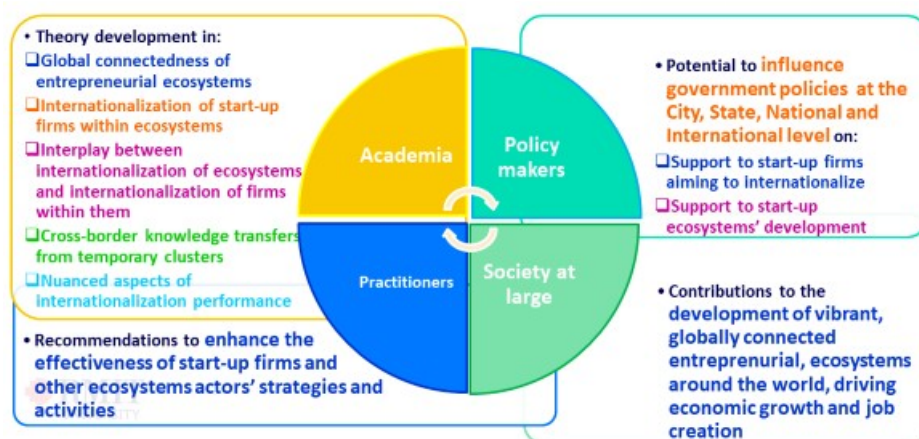 • Theory development in:
❑Global connectedness of
entrepreneurial ecosystems
❑Internationalization of start-up
firms within ecosystems
❑Interplay between
internationalization of ecosystems
and internationalization of firms
within them
❑Cross-border knowledge transfers
from temporary clusters
❑Nuanced aspects of
internationalization performance
Academia
Policy
makers
• Potential to influence
government policies at the
City, State, National and
International level on:
❑Support to start-up firms
aiming to internationalize
❑Support to start-up
ecosystems' development
Practitioners
Society at
large
• Recommendations to enhance the
effectiveness of start-up firms and
other ecosystems actors' strategies and
activities
• Contributions to the
development of vibrant,
globally connected
entreprenurial, ecosystems
around the world, driving
economic growth and job
creation